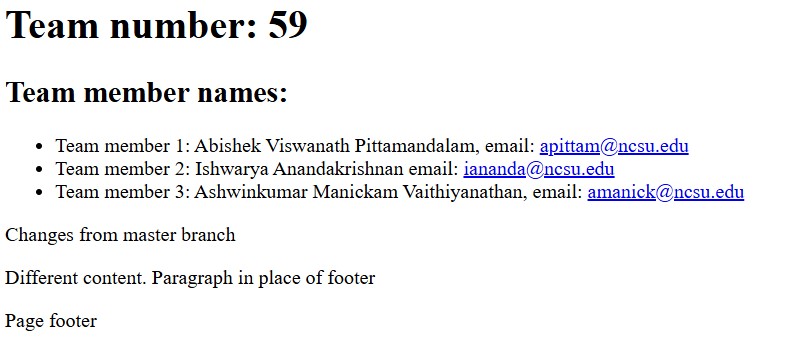 Team number: 59
Team member names:
Team member 1: Abishek Viswanath Pittamandalam, email: apittam@ncsu.edu
Team member 2: Ishwarya Anandakrishnan email: iananda@ncsu.edu
Team member 3: Ashwinkumar Manickam Vaithiyanathan, email: amanick@ncsu.edu
Changes from master branch
Different content. Paragraph in place of footer
Page footer